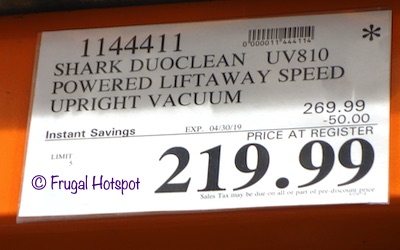 1144411
0000011444114
*
SHARK DUOCLEAN UV810
POWERED LIFTAWAY SPEED
UPRIGHT VACUUM
269.99
-50.00
Instant Savings EXP. 04/30/19 PRICE AT REGISTER
LIMIT
5
219.99
© Frugal Hotspot
Sales Tax may be due on all or part of pre-discount price